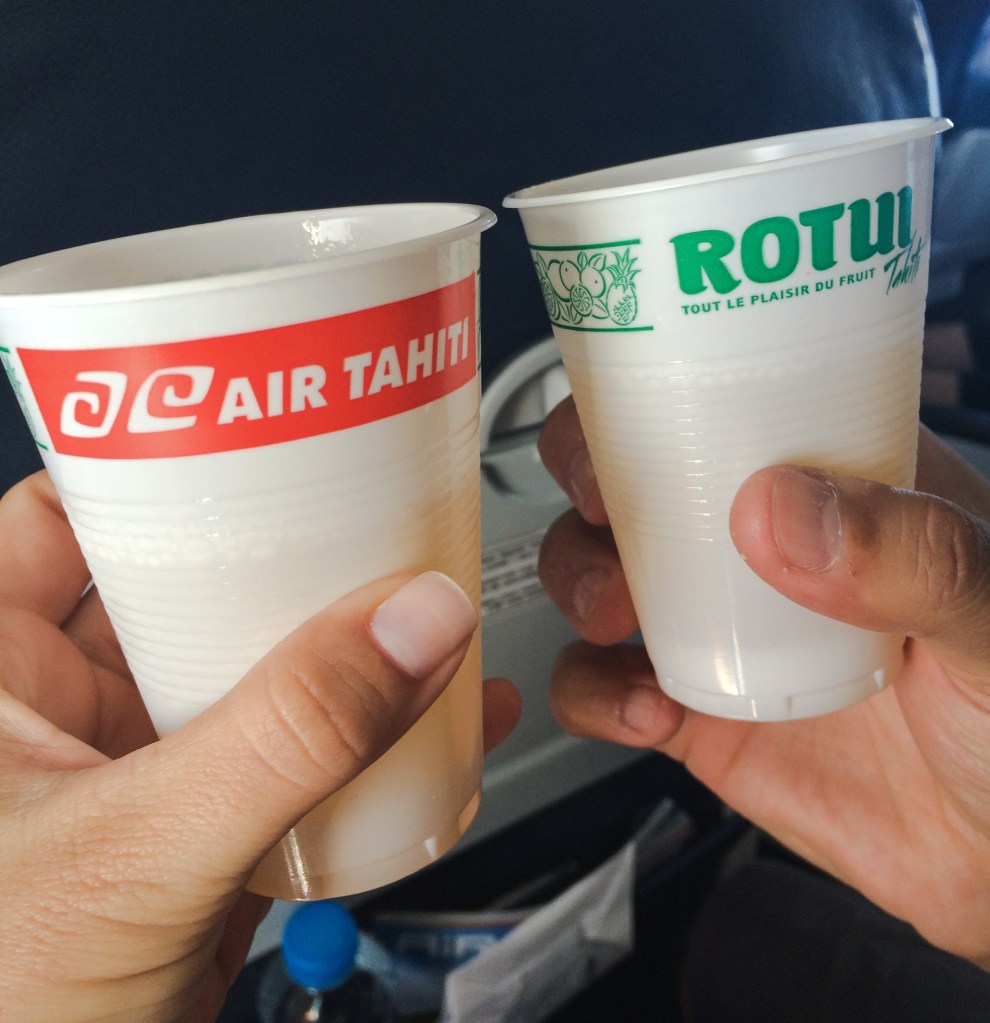 AIR TAHITI
ROTUI
Tahiti
TOUT LE PLAISIR DU FRUIT